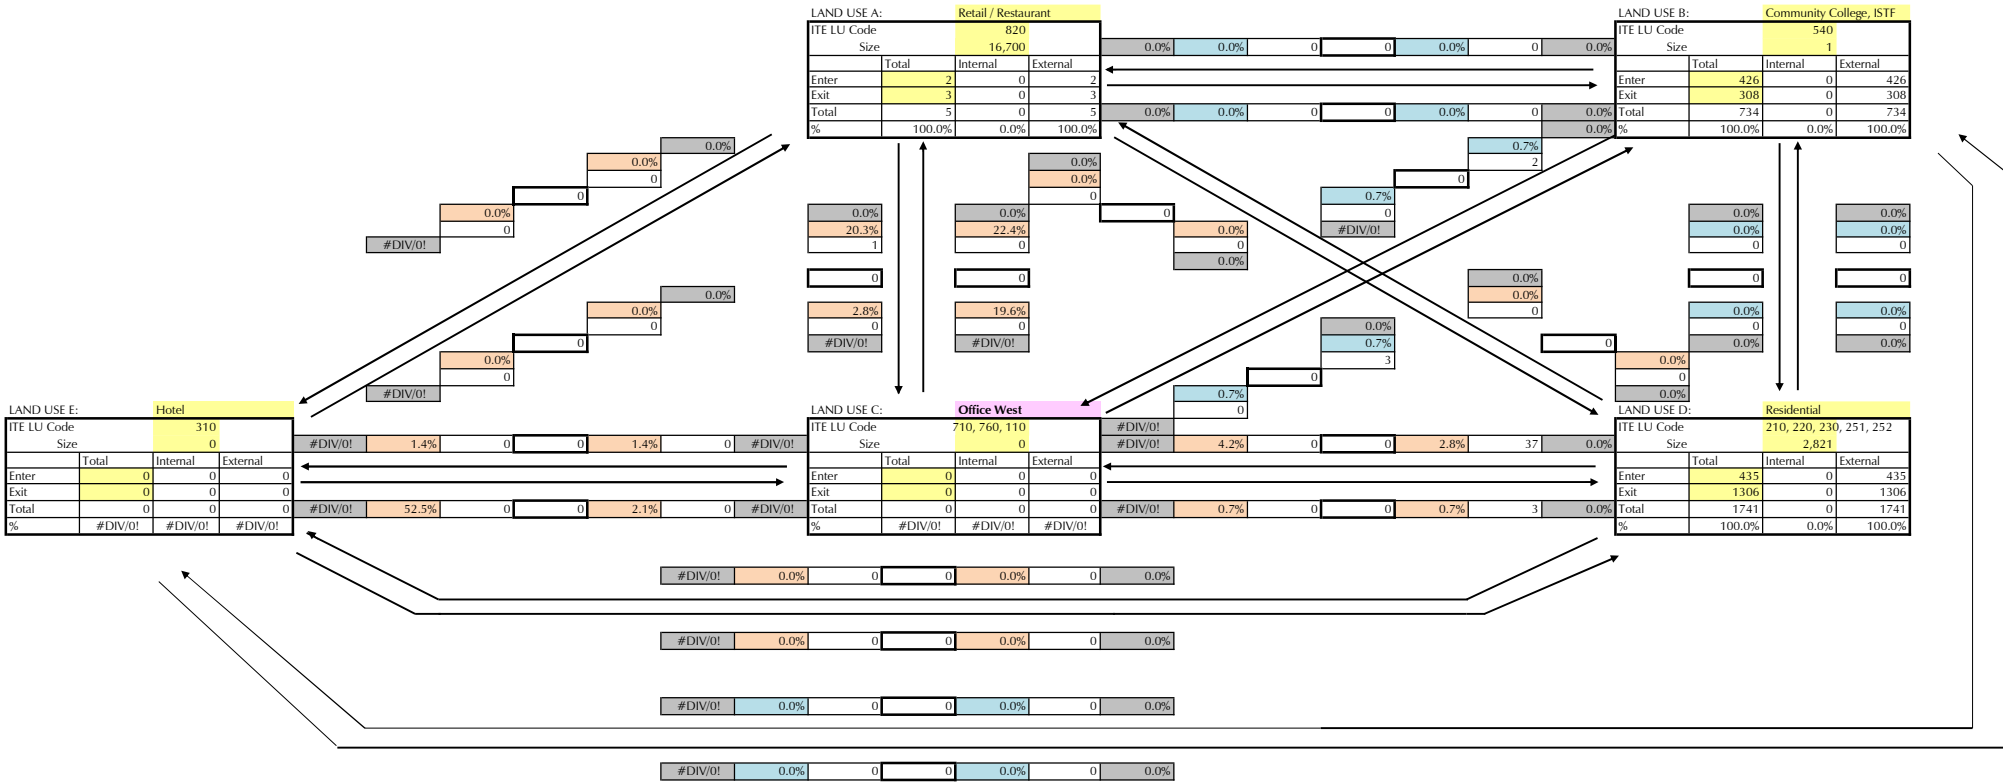 LAND USE A: Retail / Restaurant LAND USE B: Community College, ISTF
ITE LU Code 820 ITE LU Code 540
Size 16,700 0.0% 0.0% 0 0 0.0% 0 0.0% Size 1
Total Internal External Total Internal External
Enter 2 0 2 Enter 426 0 426
Exit 3 0 3 Exit 308 0 308
Total 5 0 5 0.0% 0.0% 0 0 0.0% 0 0.0% Total 734 0 734
% 100.0% 0.0% 100.0% 0.0% % 100.0% 0.0% 100.0%
0.0% 0.7%
0.0% 0.0% 2
0 0.0% 0
0 0 0.7%
0.0% 0.0% 0.0% 0 0 0.0% 0.0%
0 20.3% 22.4% 0.0% #DIV/0! 0.0% 0.0%
#DIV/0! 1 0 0 0 0
0.0%
0 0 0.0% 0 0
0.0% 0.0%
0.0% 2.8% 19.6% 0 0.0% 0.0%
0 0 0 0.0% 0 0
0 #DIV/0! #DIV/0! 0.7% 0 0.0% 0.0%
0.0% 3 0.0%
0 0 0
#DIV/0! 0.7% 0.0%
LAND USE E: Hotel LAND USE C: Office West 0 LAND USE D: Residential
ITE LU Code 310 ITE LU Code 710, 760, 110 #DIV/0! ITE LU Code 210, 220, 230, 251, 252
Size 0 #DIV/0! 1.4% 0 0 1.4% 0 #DIV/0! Size 0 #DIV/0! 4.2% 0 0 2.8% 37 0.0% Size 2,821
Total Internal External Total Internal External Total Internal External
Enter 0 0 0 Enter 0 0 0 Enter 435 0 435
Exit 0 0 0 Exit 0 0 0 Exit 1306 0 1306
Total 0 0 0 #DIV/0! 52.5% 0 0 2.1% 0 #DIV/0! Total 0 0 0 #DIV/0! 0.7% 0 0 0.7% 3 0.0% Total 1741 0 1741
% #DIV/0! #DIV/0! #DIV/0! % #DIV/0! #DIV/0! #DIV/0! % 100.0% 0.0% 100.0%
#DIV/0! 0.0% 0 0 0.0% 0 0.0%
#DIV/0! 0.0% 0 0 0.0% 0 0.0%
#DIV/0! 0.0% 0 0 0.0% 0 0.0%
#DIV/0! 0.0% 0 0 0.0% 0 0.0%